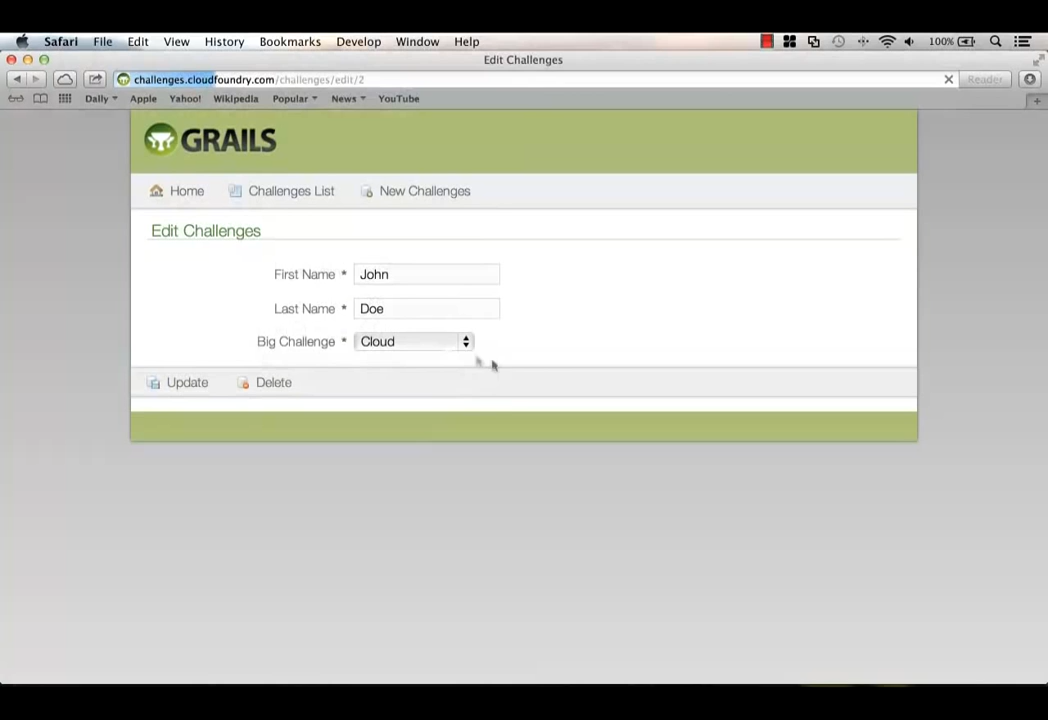 Safari File Edit View History Bookmarks Develop Window Help 100%
Edit Challenges
challenges.cloudfoundry.com/challenges/edit/2 Reader
Daily Apple Yahoo! Wikipedia Popular News YouTube
GRAILS
Home Challenges List New Challenges
Edit Challenges
First Name * John
Last Name * Doe
Big Challenge * Cloud
Update Delete